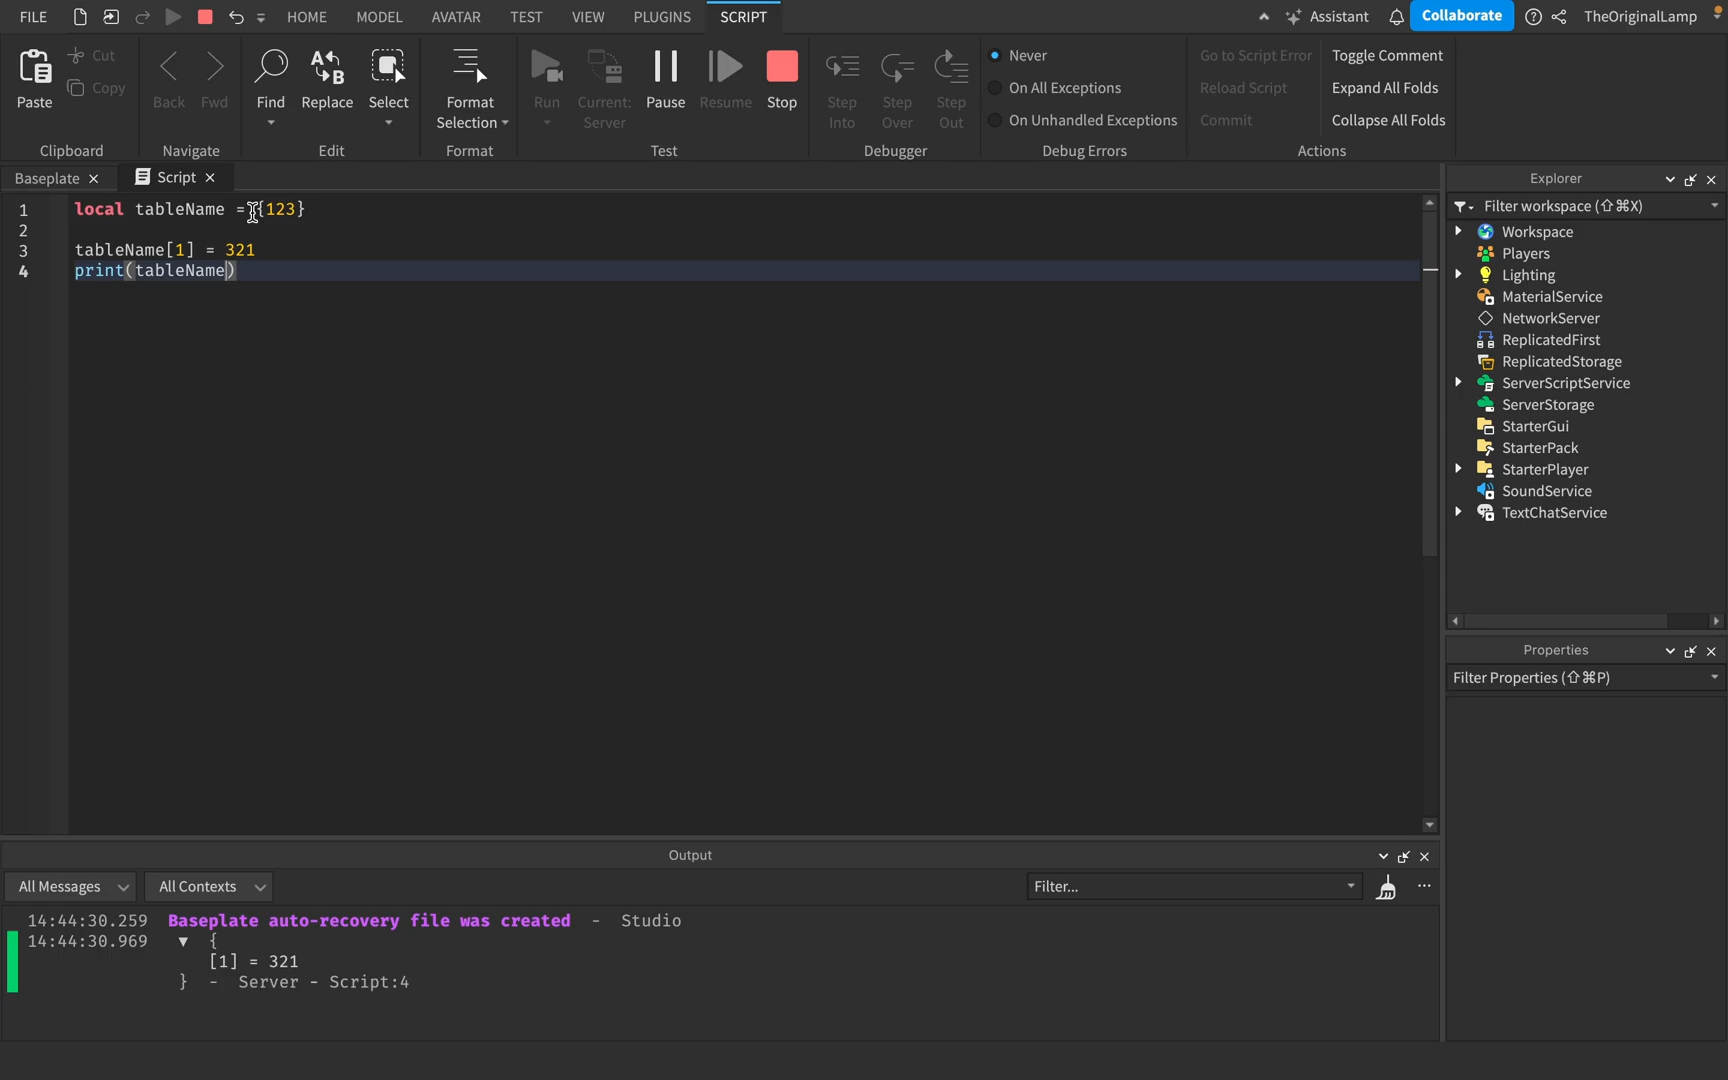 FILE HOME MODEL AVATAR TEST VIEW PLUGINS SCRIPT Assistant Collaborate TheOriginalLamp
Paste Cut Copy
Back Fwd
Find Replace Select
Format Selection
Run Current: Server Pause Resume Stop
Step Into Step Over Step Out
Never
On All Exceptions
On Unhandled Exceptions
Go to Script Error
Reload Script
Commit
Toggle Comment
Expand All Folds
Collapse All Folds
Clipboard Navigate Edit Format Test Debugger Debug Errors Actions
Baseplate Script
1 local tableName = {123}
2
3 tableName[1] = 321
4 print(tableName)
Explorer
Filter workspace (⇧⌘X)
Workspace
Players
Lighting
MaterialService
NetworkServer
ReplicatedFirst
ReplicatedStorage
ServerScriptService
ServerStorage
StarterGui
StarterPack
StarterPlayer
SoundService
TextChatService
Properties
Filter Properties (⇧⌘P)
Output
All Messages All Contexts Filter...
14:44:30.259 Baseplate auto-recovery file was created - Studio
14:44:30.969 ▼ {
[1] = 321
} - Server - Script:4